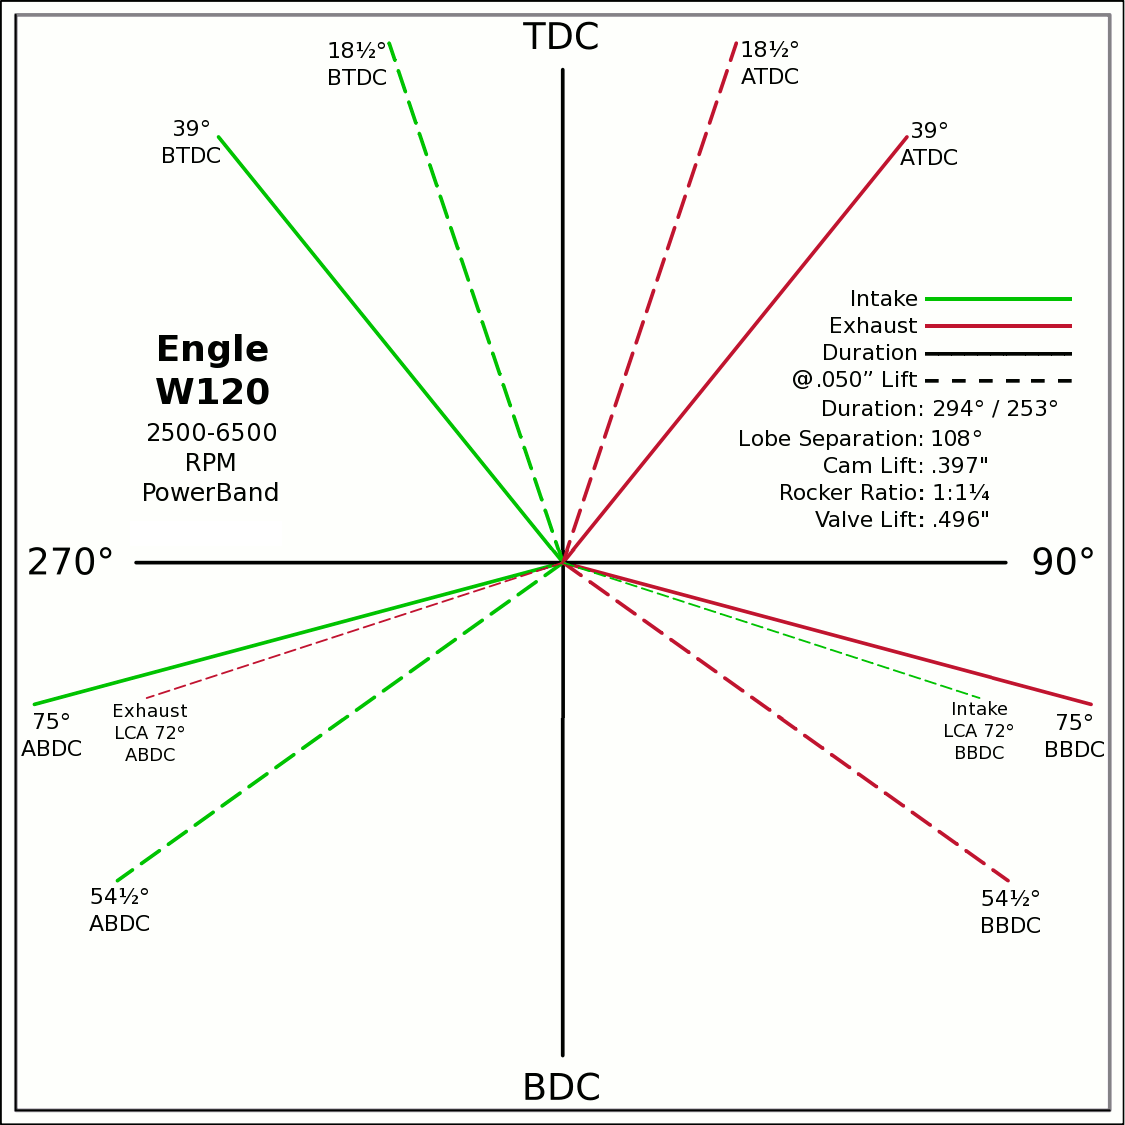 TDC
18½°
BTDC
18½°
ATDC
39°
BTDC
39°
ATDC
Intake
Exhaust
Duration
@.050” Lift
Duration: 294° / 253°
Lobe Separation: 108°
Cam Lift: .397"
Rocker Ratio: 1:1¼
Valve Lift: .496"
Engle
W120
2500-6500
RPM
PowerBand
270°
90°
75°
ABDC
Exhaust
LCA 72°
ABDC
Intake
LCA 72°
BBDC
75°
BBDC
54½°
ABDC
54½°
BBDC
BDC